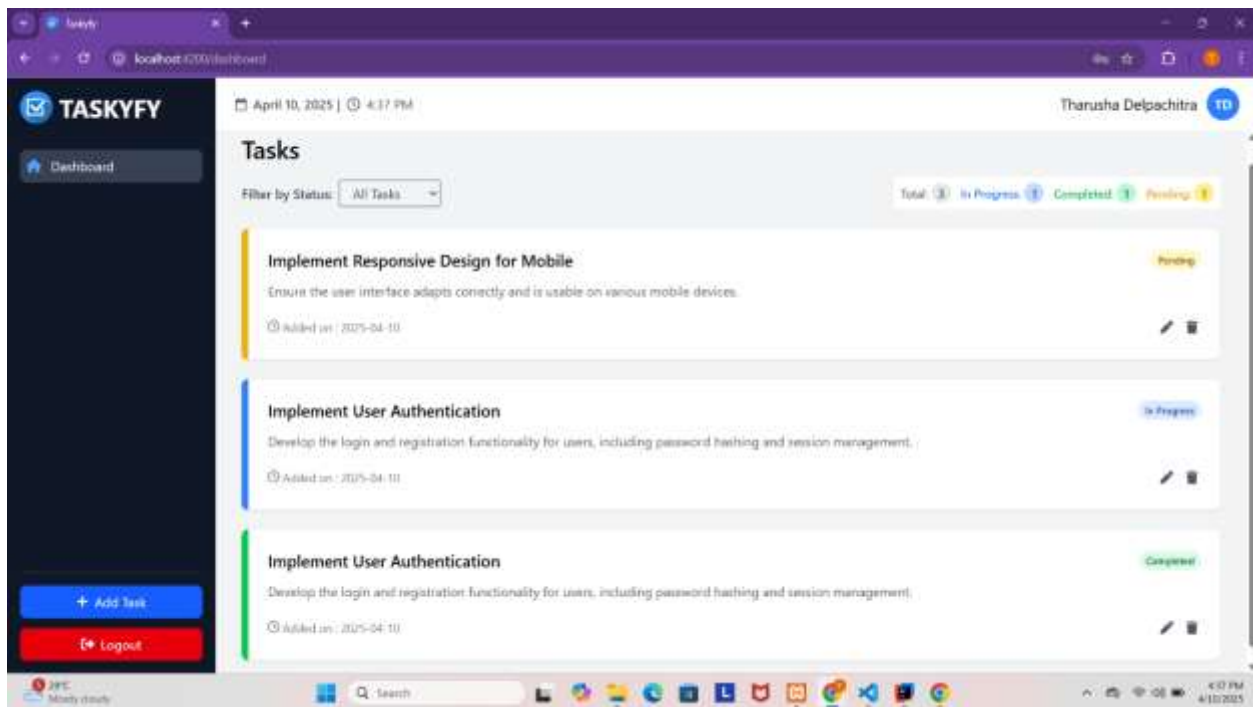 Taskyfy
localhost:4200/dashboard
TASKYFY
April 10, 2025 | 4:37 PM
Tharusha Delpachitra TD
Dashboard
Tasks
Filter by Status: All Tasks
Total: 3 In Progress: 1 Completed: 1 Pending: 1
Implement Responsive Design for Mobile
Pending
Ensure the user interface adapts correctly and is usable on various mobile devices.
Added on : 2025-04-10
Implement User Authentication
In Progress
Develop the login and registration functionality for users, including password hashing and session management.
Added on : 2025-04-10
Implement User Authentication
Completed
Develop the login and registration functionality for users, including password hashing and session management.
Added on : 2025-04-10
+ Add Task
Logout
Mostly cloudy
Search
4:37 PM
4/10/2025